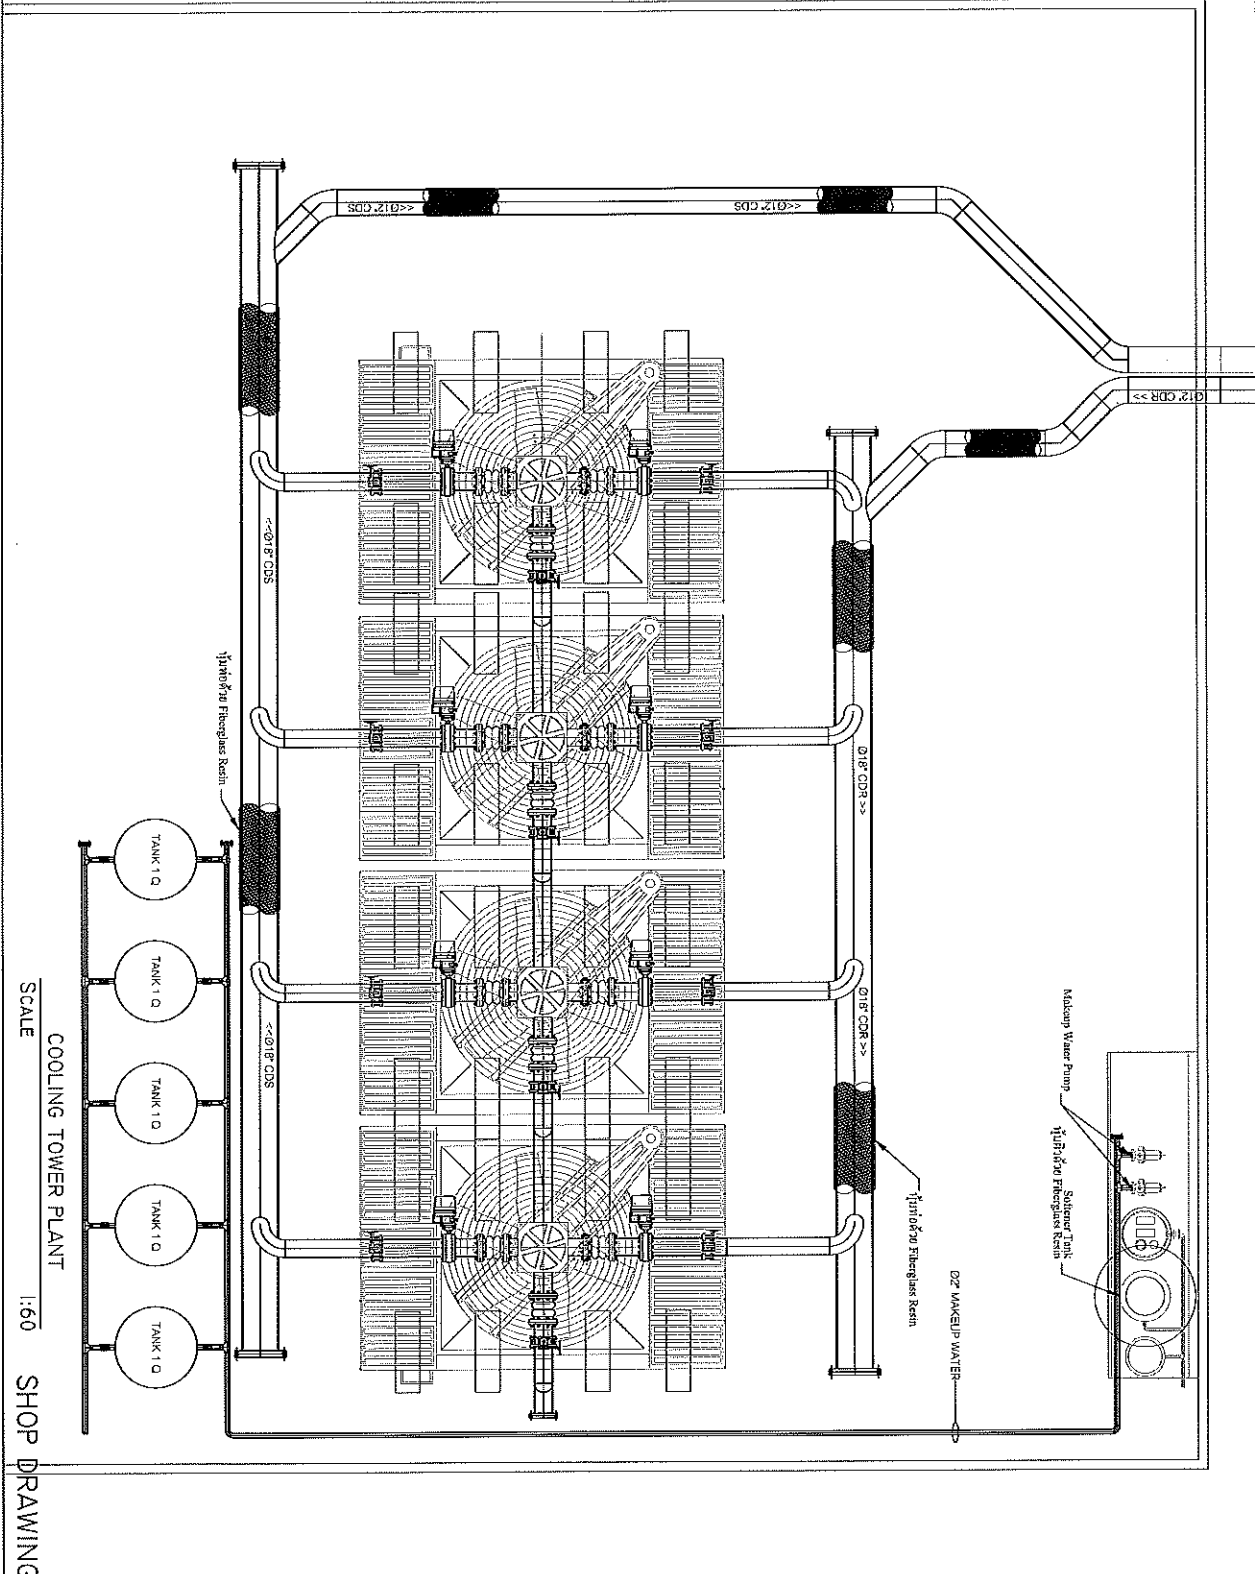 <<Ø12" CDS
<<Ø12" CDS
Ø12" CDR >>
<<Ø18" CDS
<<Ø18" CDS
Ø18" CDR >>
Ø18" CDR >>
หุ้มท่อด้วย Fiberglass Resin
หุ้มท่อด้วย Fiberglass Resin
Makeup Water Pump
Softener Tank
หุ้มผิวด้วย Fiberglass Resin
Ø2" MAKEUP WATER
TANK 1 Q
TANK 1 Q
TANK 1 Q
TANK 1 Q
TANK 1 Q
COOLING TOWER PLANT
SCALE 1:60
SHOP DRAWING